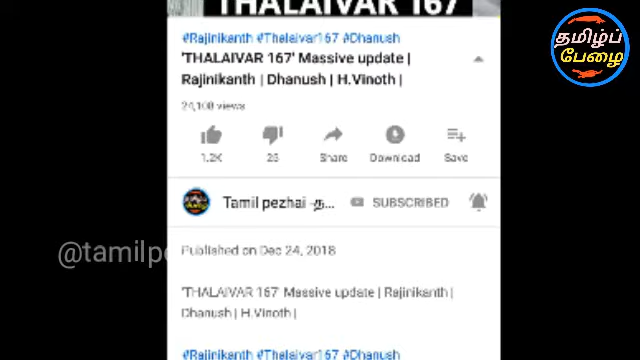 THALAIVAR 167
தமிழ்ப்
பேழை
#Rajinikanth #Thalaivar167 #Dhanush
'THALAIVAR 167' Massive update |
Rajinikanth | Dhanush | H.Vinoth |
24,108 views
1.2K 25 Share Download Save
Tamil pezhai -த... SUBSCRIBED
@tamilpe
Published on Dec 24, 2018
'THALAIVAR 167' Massive update | Rajinikanth |
Dhanush | H.Vinoth |
#Rajinikanth #Thalaivar167 #Dhanush